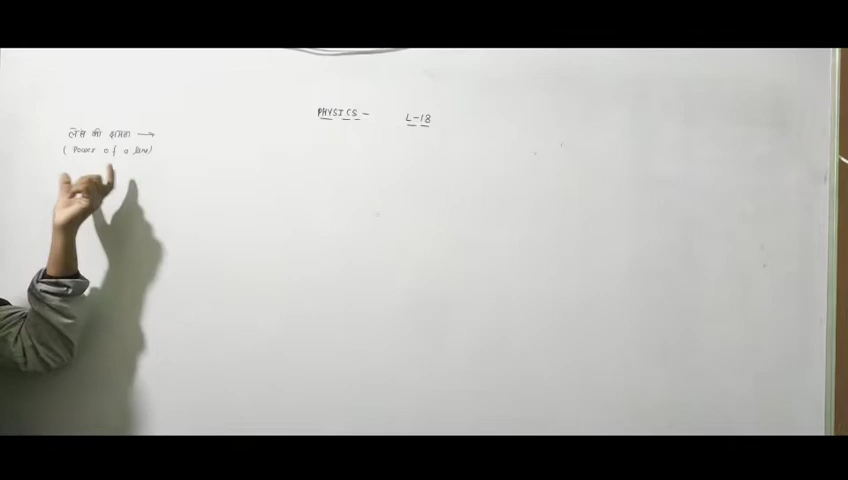 PHYSICS - L-18
लेंस की क्षमता →
( Power of a lens)